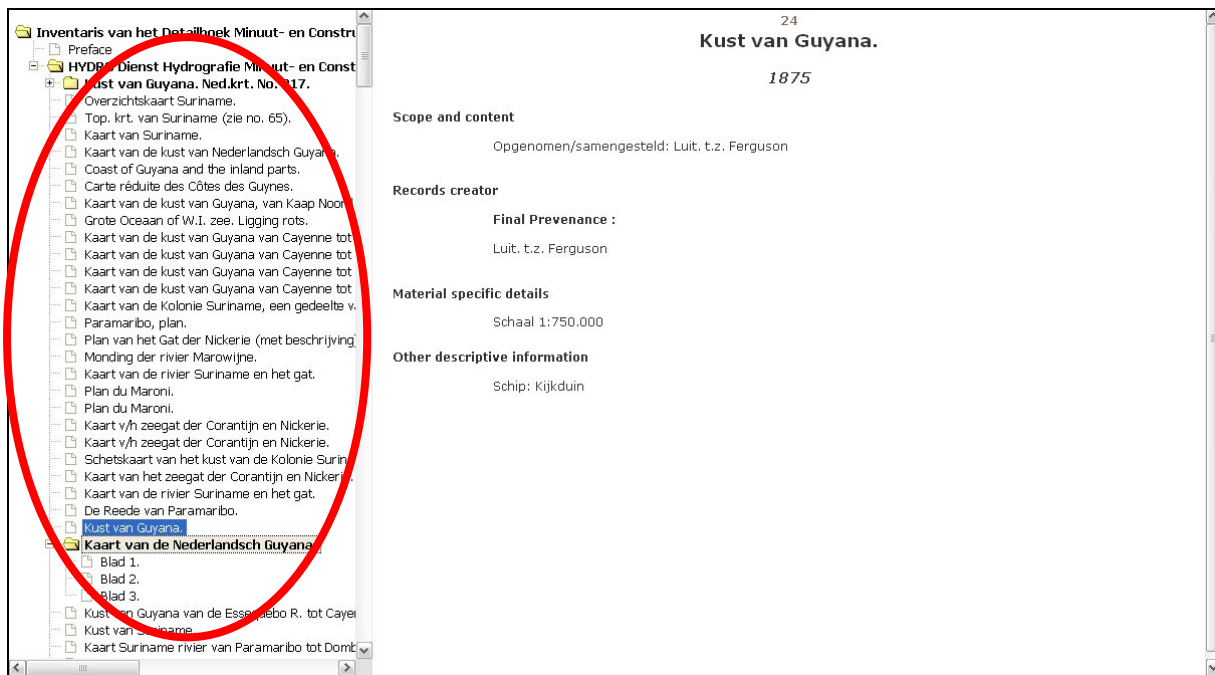 Inventaris van het Detailboek Minuut- en Constru
Preface
HYDRO Dienst Hydrografie Minuut- en Const
Kust van Guyana. Ned.krt. No. 217.
Overzichtskaart Suriname.
Top. krt. van Suriname (zie no. 65).
Kaart van Suriname.
Kaart van de kust van Nederlandsch Guyana.
Coast of Guyana and the inland parts.
Carte réduite des Côtes des Guynes.
Kaart van de kust van Guyana, van Kaap Noord
Grote Oceaan of W.I. zee. Ligging rots.
Kaart van de kust van Guyana van Cayenne tot
Kaart van de kust van Guyana van Cayenne tot
Kaart van de kust van Guyana van Cayenne tot
Kaart van de kust van Guyana van Cayenne tot
Kaart van de Kolonie Suriname, een gedeelte v
Paramaribo, plan.
Plan van het Gat der Nickerie (met beschrijving)
Monding der rivier Marowijne.
Kaart van de rivier Suriname en het gat.
Plan du Maroni.
Plan du Maroni.
Kaart v/h zeegat der Corantijn en Nickerie.
Kaart v/h zeegat der Corantijn en Nickerie.
Schetskaart van het kust van de Kolonie Surin
Kaart van het zeegat der Corantijn en Nickerie.
Kaart van de rivier Suriname en het gat.
De Reede van Paramaribo.
Kust van Guyana.
Kaart van de Nederlandsch Guyana.
Blad 1.
Blad 2.
Blad 3.
Kust van Guyana van de Essequebo R. tot Cayer
Kust van Suriname
Kaart Suriname rivier van Paramaribo tot Domb
24
Kust van Guyana.
1875
Scope and content
Opgenomen/samengesteld: Luit. t.z. Ferguson
Records creator
Final Prevenance :
Luit. t.z. Ferguson
Material specific details
Schaal 1:750.000
Other descriptive information
Schip: Kijkduin